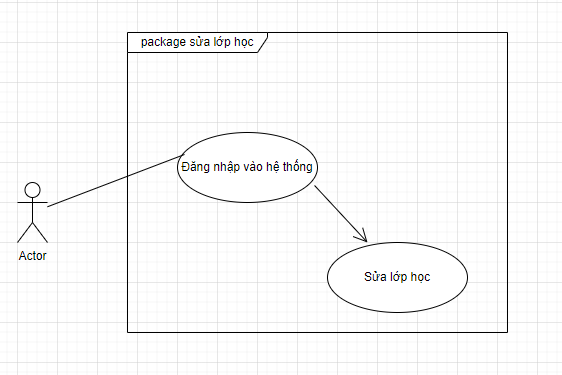 package sửa lớp học
Đăng nhập vào hệ thống
Actor
Sửa lớp học